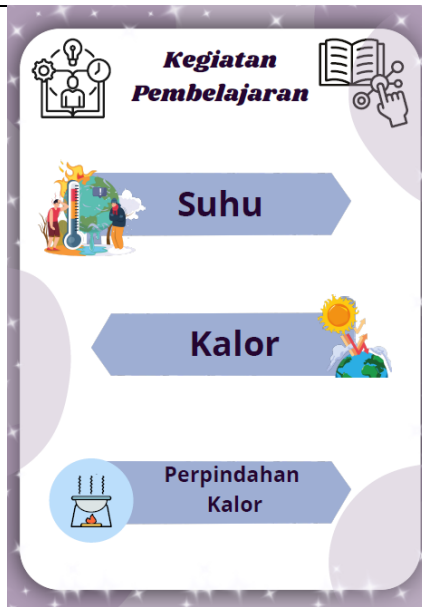 Kegiatan
Pembelajaran
Suhu
Kalor
Perpindahan
Kalor